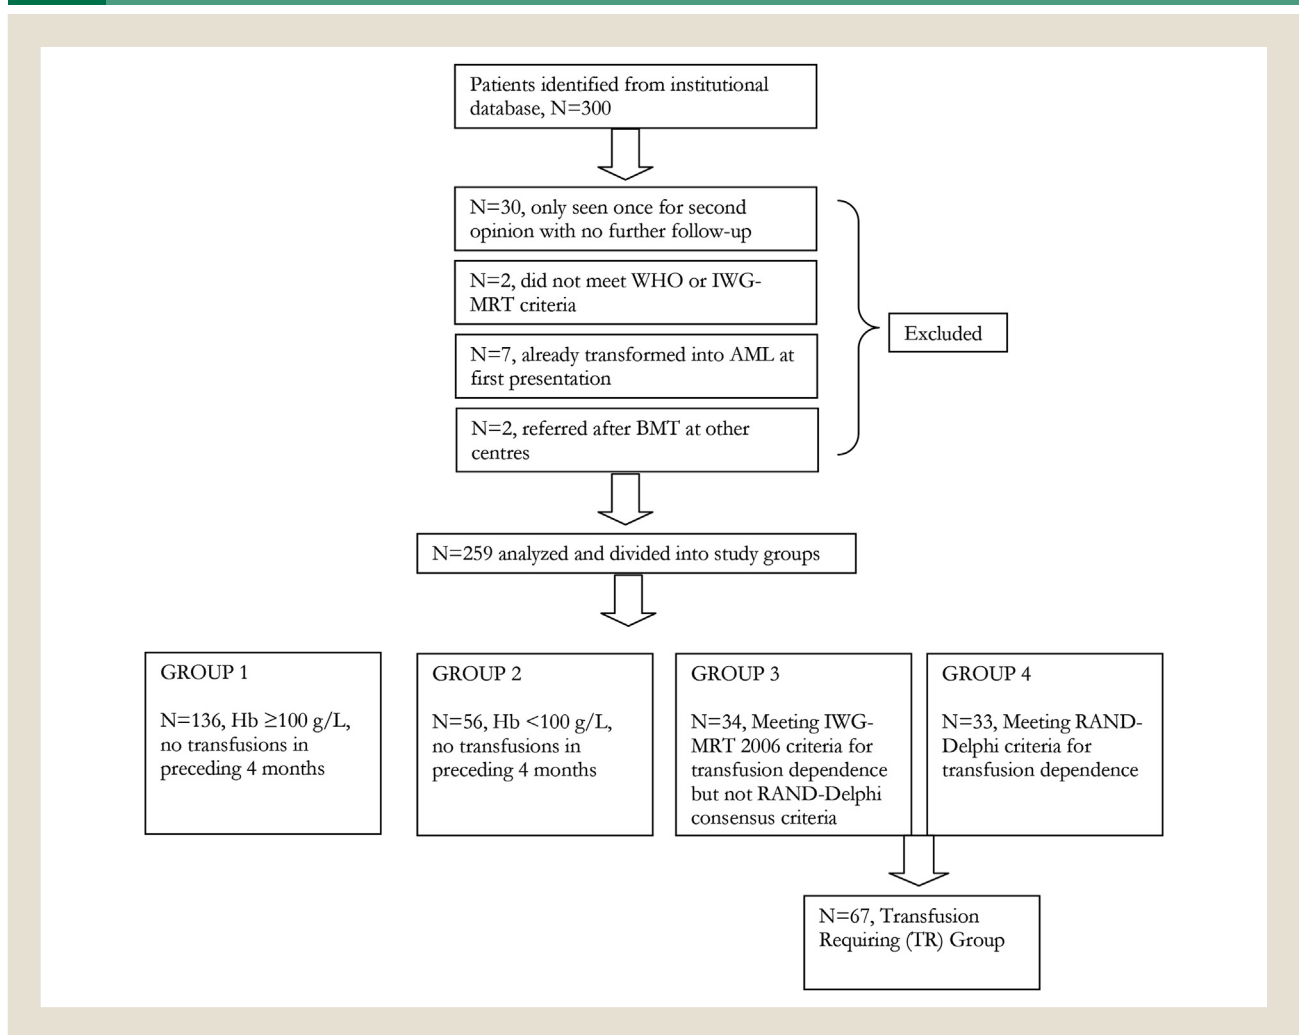 Patients identified from institutional
database, N=300
N=30, only seen once for second
opinion with no further follow-up
N=2, did not meet WHO or IWG-
MRT criteria
N=7, already transformed into AML at
first presentation
N=2, referred after BMT at other
centres
Excluded
N=259 analyzed and divided into study groups
GROUP 1
N=136, Hb ≥100 g/L,
no transfusions in
preceding 4 months
GROUP 2
N=56, Hb <100 g/L,
no transfusions in
preceding 4 months
GROUP 3
N=34, Meeting IWG-
MRT 2006 criteria for
transfusion dependence
but not RAND-Delphi
consensus criteria
GROUP 4
N=33, Meeting RAND-
Delphi criteria for
transfusion dependence
N=67, Transfusion
Requiring (TR) Group